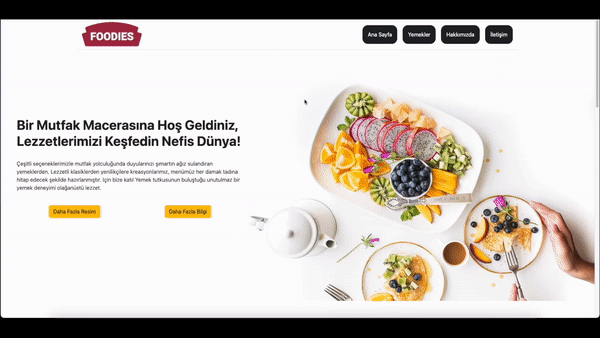 FOODIES
Ana Sayfa
Yemekler
Hakkımızda
İletişim
Bir Mutfak Macerasına Hoş Geldiniz,
Lezzetlerimizi Keşfedin Nefis Dünya!
Çeşitli seçeneklerimizle mutfak yolculuğunda duyularınızı şımartın ağız sulandıran
yemeklerden. Lezzetli klasiklerden yenilikçilere kreasyonlarımız, menümüz her damak tadına
hitap edecek şekilde hazırlanmıştır. İçin bize katıl Yemek tutkusunun buluştuğu unutulmaz bir
yemek deneyimi olağanüstü lezzet.
Daha Fazla Resim!
Daha Fazla Bilgi